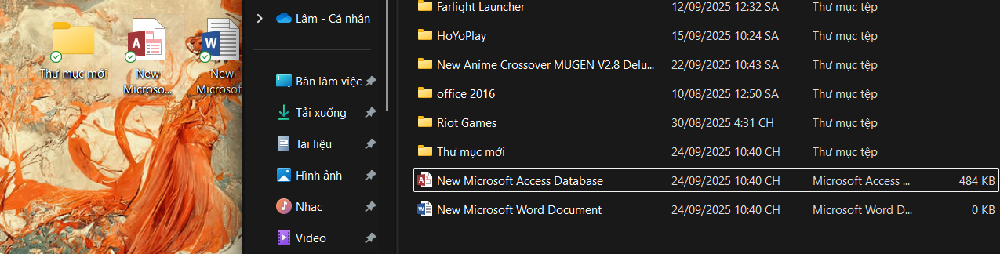 Thư mục mới
New
Microso...
New
Microsof
Lâm - Cá nhân
Bàn làm việc
Tải xuống
Tài liệu
Hình ảnh
Nhạc
Video
Farlight Launcher 12/09/2025 12:32 SA Thư mục tệp
HoYoPlay 15/09/2025 10:24 SA Thư mục tệp
New Anime Crossover MUGEN V2.8 Delu... 22/09/2025 10:43 SA Thư mục tệp
office 2016 10/08/2025 12:50 SA Thư mục tệp
Riot Games 30/08/2025 4:31 CH Thư mục tệp
Thư mục mới 24/09/2025 10:40 CH Thư mục tệp
New Microsoft Access Database 24/09/2025 10:40 CH Microsoft Access ... 484 KB
New Microsoft Word Document 24/09/2025 10:40 CH Microsoft Word D... 0 KB